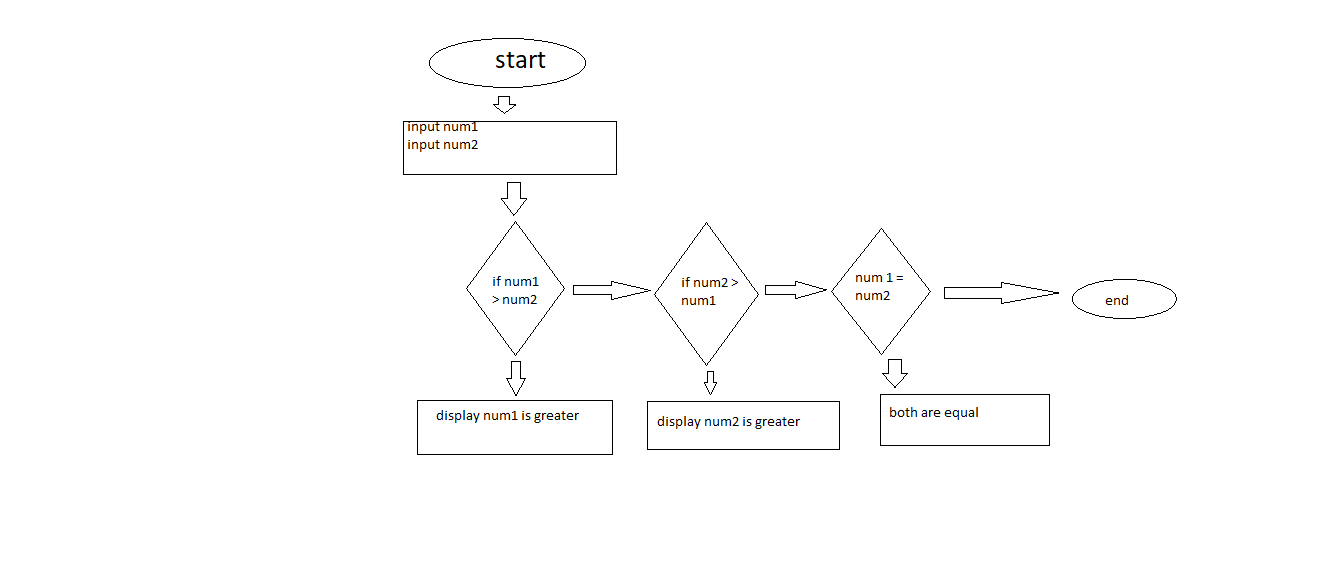 start
input num1
input num2
if num1
> num2
if num2 >
num1
num 1 =
num2
end
display num1 is greater
display num2 is greater
both are equal